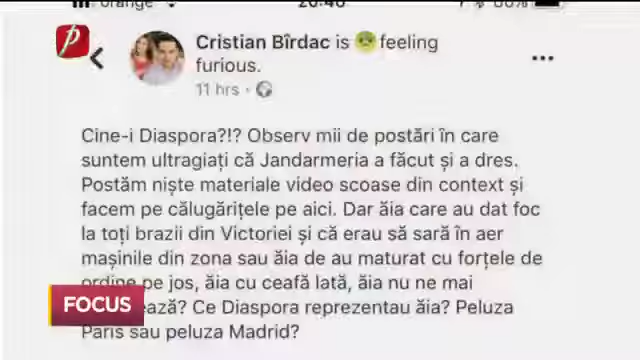 orange
20:40
p
Cristian Bîrdac is feeling
furious.
11 hrs
Cine-i Diaspora?!? Observ mii de postări în care
suntem ultragiați că Jandarmeria a făcut și a dres.
Postăm niște materiale video scoase din context și
facem pe călugărițele pe aici. Dar ăia care au dat foc
la toți brazii din Victoriei și că erau să sară în aer
mașinile din zona sau ăia de au maturat cu forțele de
pe jos, ăia cu ceafă lată, ăia nu ne mai
Ce Diaspora reprezentau ăia? Peluza
Paris sau peluza Madrid?
FOCUS